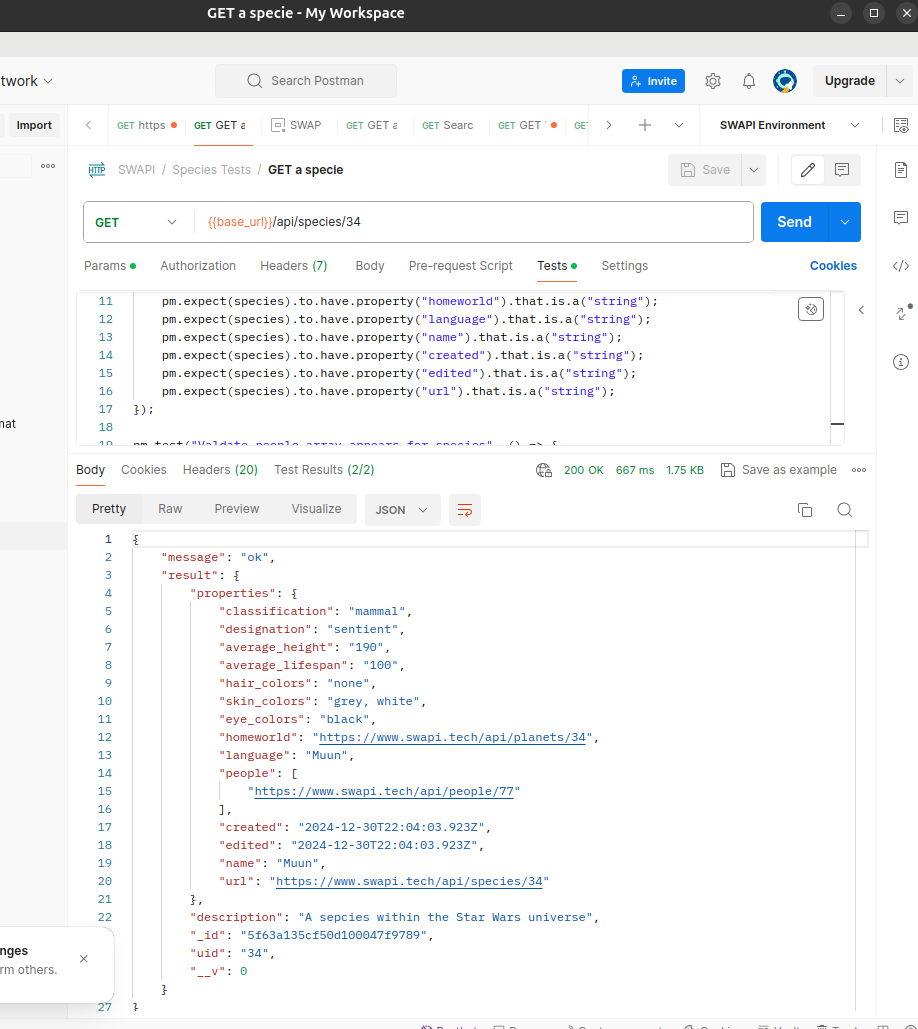 GET a specie - My Workspace
twork
Search Postman
Invite
Upgrade
Import
GET https
GET GET a
SWAP
GET GET a
GET Searc
GET GET
GET
SWAPI Environment
HTTP SWAPI / Species Tests / GET a specie
Save
GET {{base_url}}/api/species/34
Send
Params
Authorization
Headers (7)
Body
Pre-request Script
Tests
Settings
Cookies
11 pm.expect(species).to.have.property("homeworld").that.is.a("string");
12 pm.expect(species).to.have.property("language").that.is.a("string");
13 pm.expect(species).to.have.property("name").that.is.a("string");
14 pm.expect(species).to.have.property("created").that.is.a("string");
15 pm.expect(species).to.have.property("edited").that.is.a("string");
16 pm.expect(species).to.have.property("url").that.is.a("string");
17 });
18
19 pm.test("Valdate people array appears for species", () => {
mat
Body
Cookies
Headers (20)
Test Results (2/2)
200 OK
667 ms
1.75 KB
Save as example
Pretty
Raw
Preview
Visualize
JSON
1 {
2 "message": "ok",
3 "result": {
4 "properties": {
5 "classification": "mammal",
6 "designation": "sentient",
7 "average_height": "190",
8 "average_lifespan": "100",
9 "hair_colors": "none",
10 "skin_colors": "grey, white",
11 "eye_colors": "black",
12 "homeworld": "https://www.swapi.tech/api/planets/34",
13 "language": "Muun",
14 "people": [
15 "https://www.swapi.tech/api/people/77"
16 ],
17 "created": "2024-12-30T22:04:03.923Z",
18 "edited": "2024-12-30T22:04:03.923Z",
19 "name": "Muun",
20 "url": "https://www.swapi.tech/api/species/34"
21 },
22 "description": "A sepcies within the Star Wars universe",
"_id": "5f63a135cf50d100047f9789",
"uid": "34",
"__v": 0
}
27 }
nges
rm others.